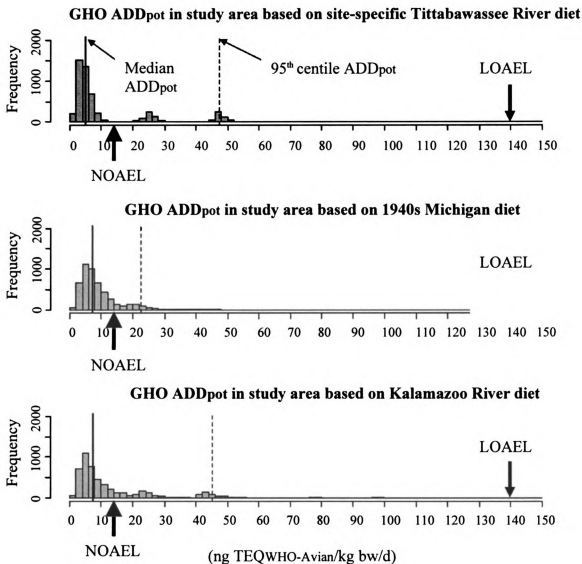 GHO ADDpot in study area based on site-specific Tittabawassee River diet
Frequency
0 1000 2000
Median ADDpot
95th centile ADDpot
LOAEL
0 10 20 30 40 50 60 70 80 90 100 110 120 130 140 150
NOAEL
GHO ADDpot in study area based on 1940s Michigan diet
Frequency
0 1000 2000
LOAEL
0 10 20 30 40 50 60 70 80 90 100 110 120 130 140 150
NOAEL
GHO ADDpot in study area based on Kalamazoo River diet
Frequency
0 1000 2000
LOAEL
0 10 20 30 40 50 60 70 80 90 100 110 120 130 140 150
NOAEL
(ng TEQWHO-Avian/kg bw/d)